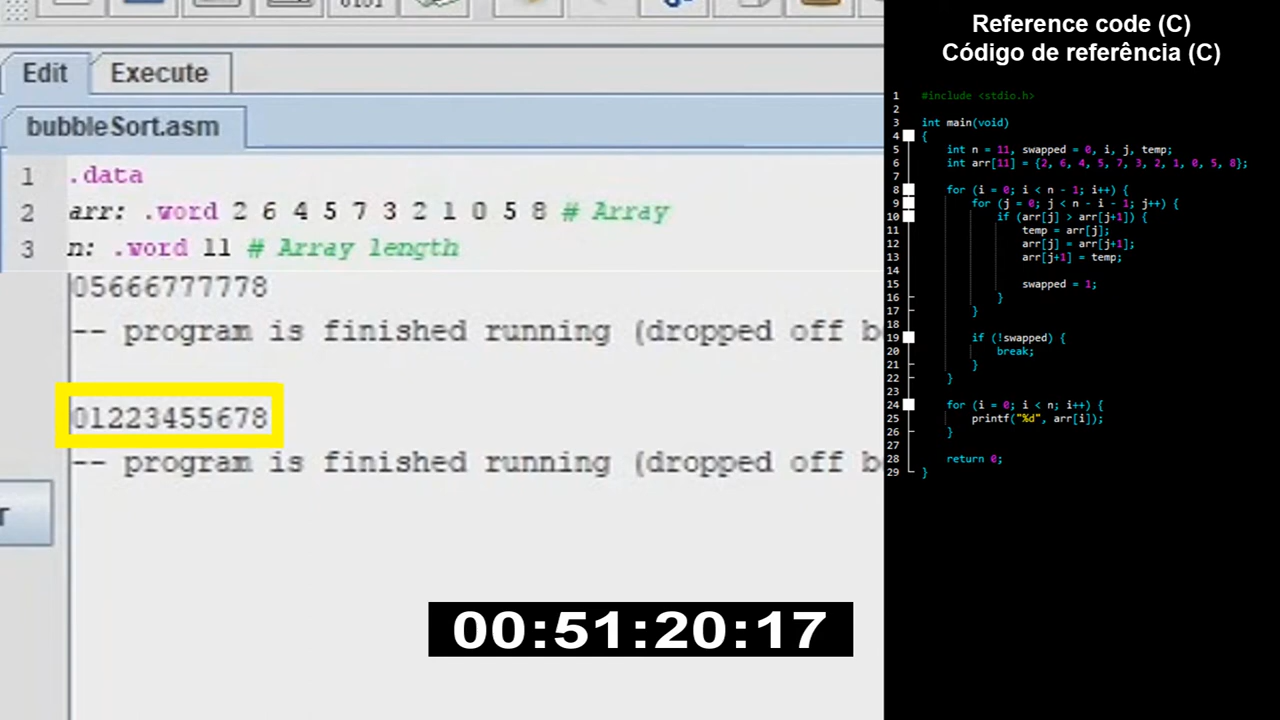 Edit
Execute
bubbleSort.asm
1 .data
2 arr: .word 2 6 4 5 7 3 2 1 0 5 8 # Array
3 n: .word 11 # Array length
05666777778
-- program is finished running (dropped off
01223455678
-- program is finished running (dropped off
00:51:20:17
Reference code (C)
Código de referência (C)
1 #include <stdio.h>
2
3 int main(void)
4 {
5 int n = 11, swapped = 0, i, j, temp;
6 int arr[11] = {2, 6, 4, 5, 7, 3, 2, 1, 0, 5, 8};
7
8 for (i = 0; i < n - 1; i++) {
9 for (j = 0; j < n - i - 1; j++) {
10 if (arr[j] > arr[j+1]) {
11 temp = arr[j];
12 arr[j] = arr[j+1];
13 arr[j+1] = temp;
14
15 swapped = 1;
16 }
17 }
18
19 if (!swapped) {
20 break;
21 }
22 }
23
24 for (i = 0; i < n; i++) {
25 printf("%d", arr[i]);
26 }
27
28 return 0;
29 }